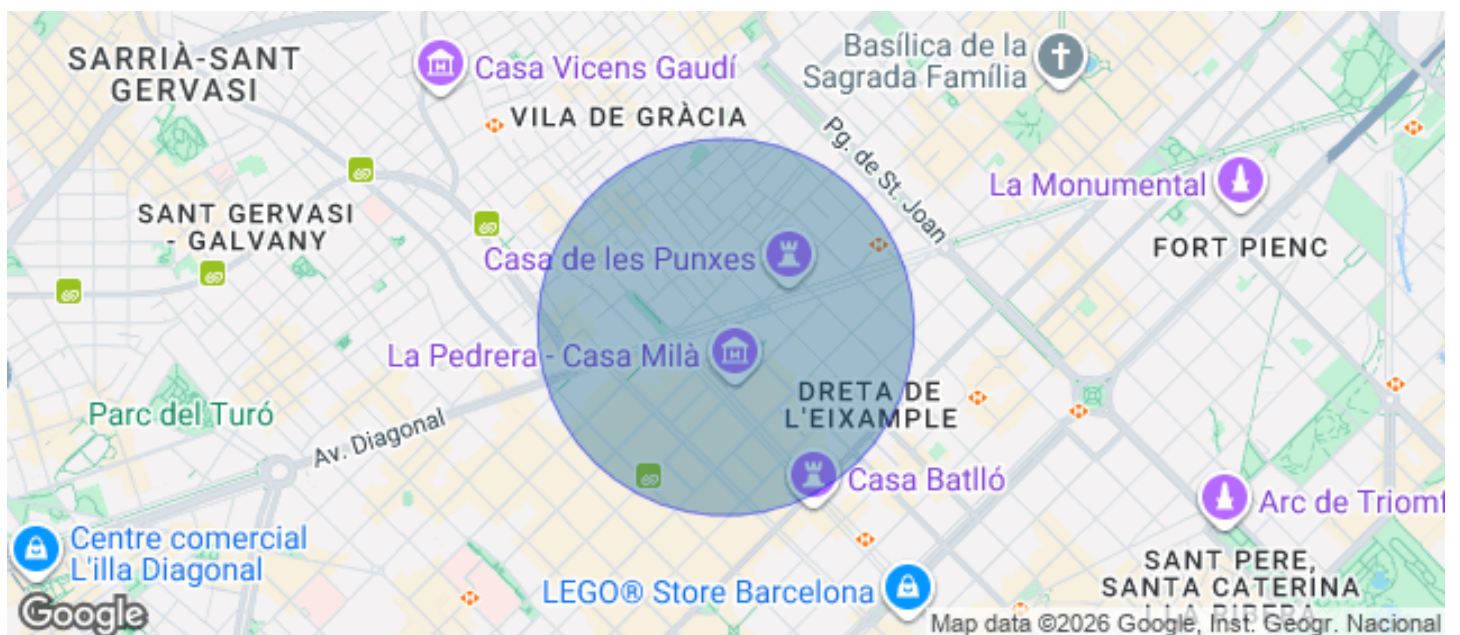 SARRIÀ-SANT
GERVASI
Casa Vicens Gaudí
Basílica de la
Sagrada Família
VILA DE GRÀCIA
Pg. de St. Joan
La Monumental
SANT GERVASI
- GALVANY
FORT PIENC
Casa de les Punxes
La Pedrera - Casa Milà
DRETA DE
L'EIXAMPLE
Parc del Turó
Av. Diagonal
Casa Batlló
Arc de Triomf
Centre comercial
L'illa Diagonal
LEGO® Store Barcelona
SANT PERE,
SANTA CATERINA
I LA RIBERA
Google
Map data ©2026 Google, Inst. Geogr. Nacional